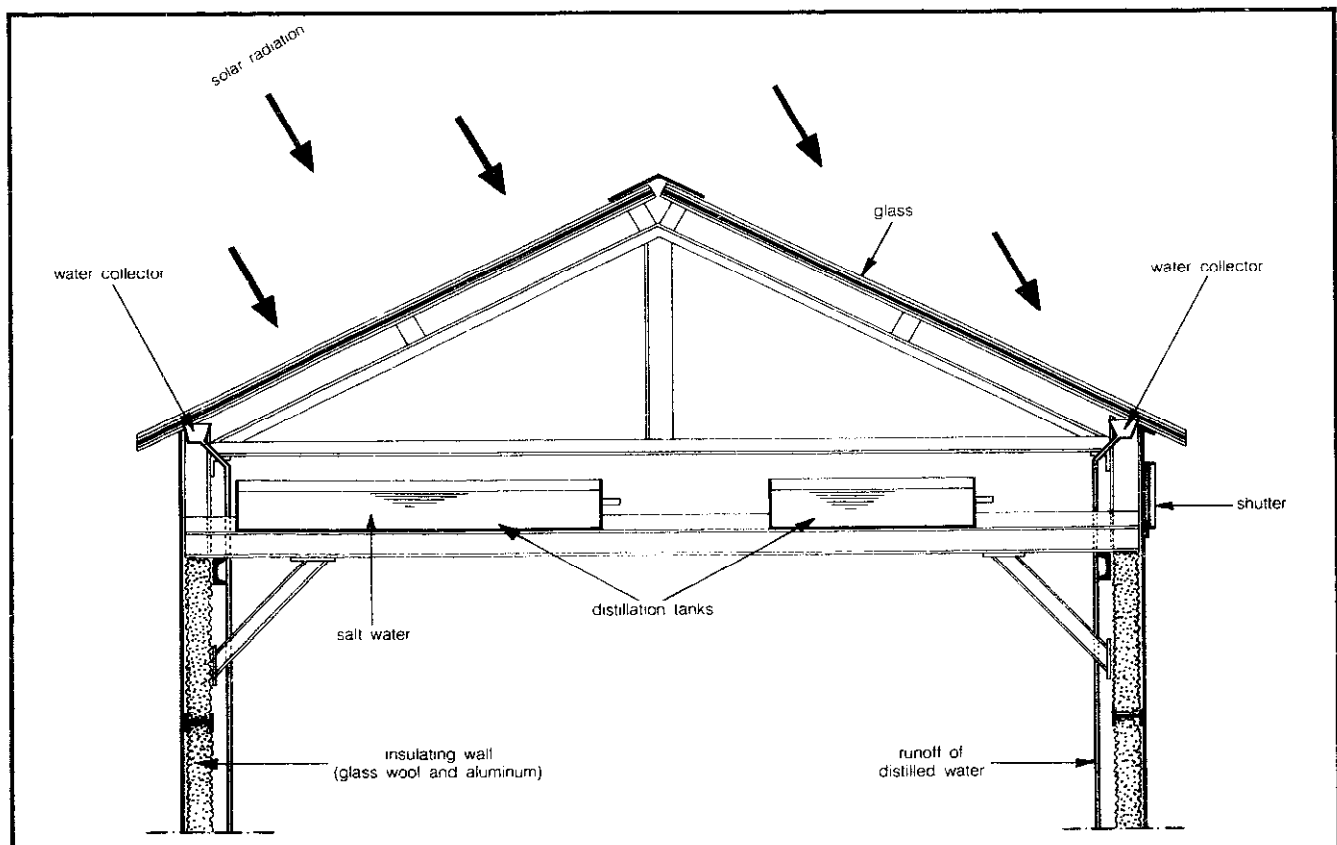 solar radiation
glass
water collector
water collector
shutter
distillation tanks
salt water
insulating wall
(glass wool and aluminum)
runoff of
distilled water